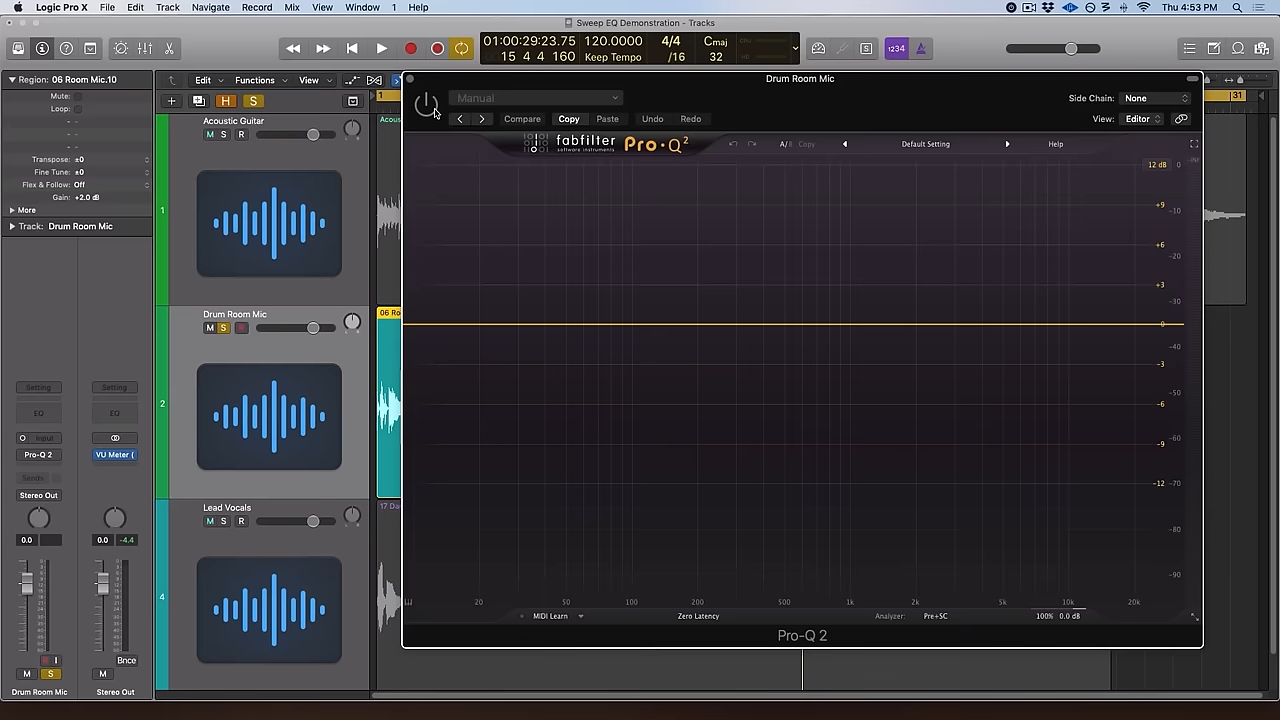 Logic Pro X File Edit Track Navigate Record Mix View Window 1 Help
Thu 4:53 PM
Sweep EQ Demonstration - Tracks
01:00:29:23.75 120.0000 4/4 Cmaj
15 4 4 160 Keep Tempo /16 32
1234
Region: 06 Room Mic.10
Mute:
Loop:
Transpose: ±0
Fine Tune: ±0
Flex & Follow: Off
Gain: +2.0 dB
More
Track: Drum Room Mic
Setting Setting
EQ EQ
Input
Pro-Q 2 VU Meter (
Sends
Stereo Out
0.0 0.0 -4.4
R I Bnce
M S M
Drum Room Mic Stereo Out
Edit Functions View
H S
1
31
1
Acoustic Guitar
M S R
Acous
2
Drum Room Mic
M S R
06 Ro
4
Lead Vocals
M S R
17 Da
Drum Room Mic
Manual
Side Chain: None
Compare Copy Paste Undo Redo
View: Editor
fabfilter
software instruments
Pro·Q²
A/B Copy Default Setting Help
12 dB 0
+9 -10
+6 -20
+3 -30
0
-3 -40
-6 -50
-9 -60
-12 -70
-80
-90
20 50 100 200 500 1k 2k 5k 10k 20k
MIDI Learn Zero Latency Analyzer: Pre+SC 100% 0.0 dB
Pro-Q 2